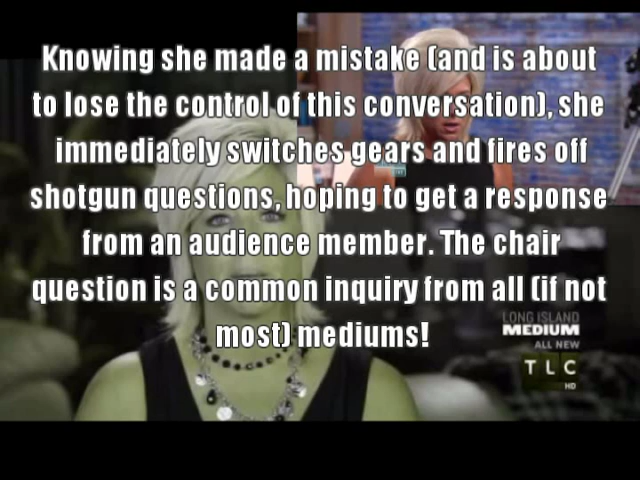 Knowing she made a mistake (and is about
to lose the control of this conversation), she
immediately switches gears and fires off
shotgun questions, hoping to get a response
from an audience member. The chair
question is a common inquiry from all (if not
most) mediums!
LONG ISLAND
MEDIUM
ALL NEW
TLC
HD